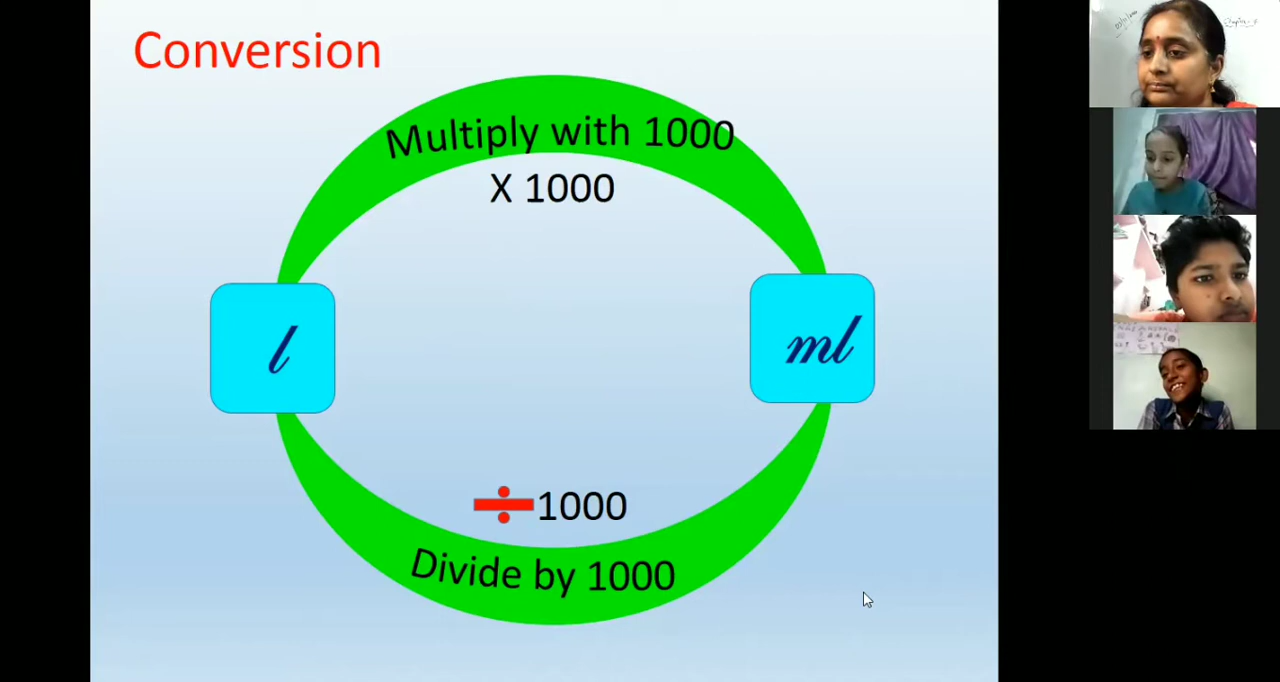 Conversion
Multiply with 1000
X 1000
l
ml
÷1000
Divide by 1000